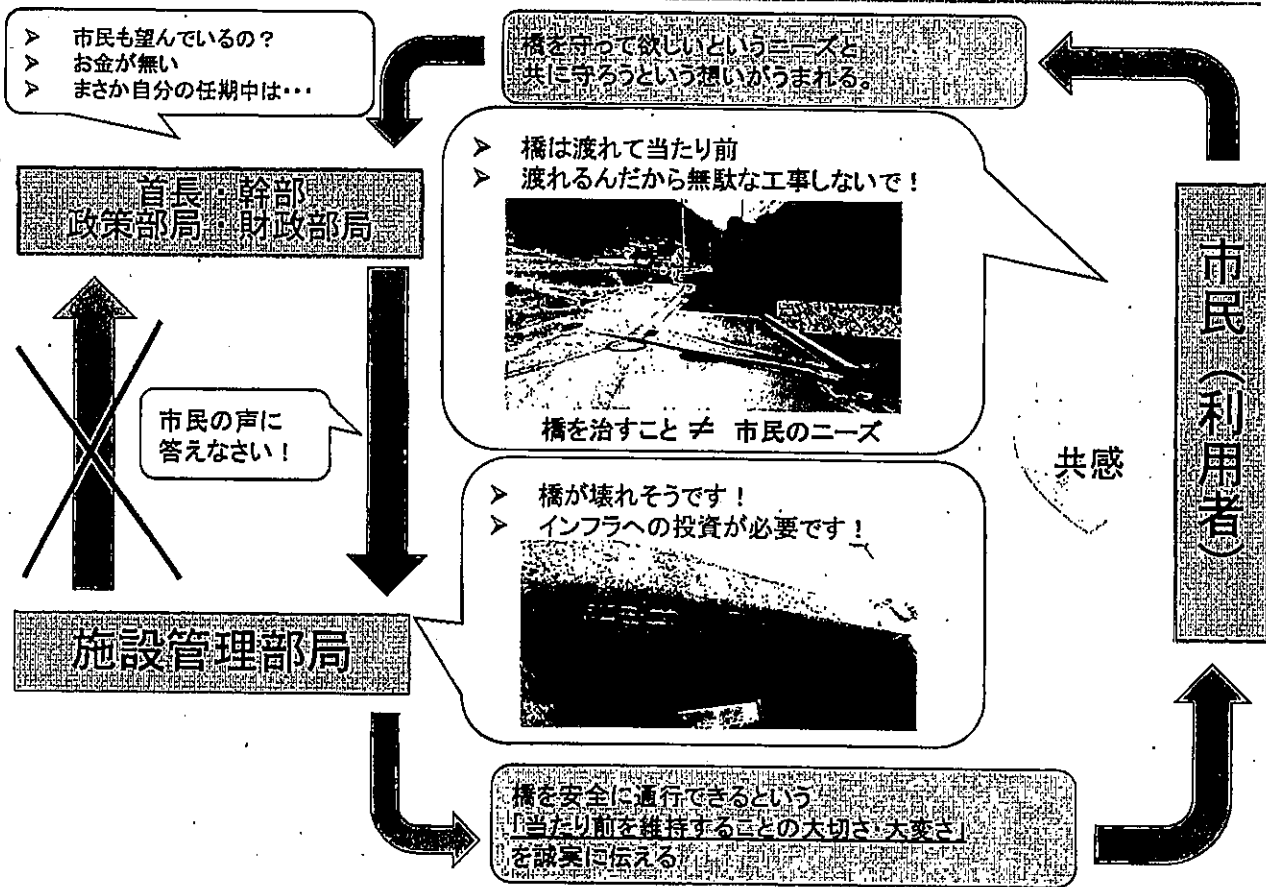 ➢ 市民も望んでいるの？
➢ お金が無い
➢ まさか自分の任期中は・・・
橋を守って欲しいというニーズと
共に守ろうという想いがうまれる。
首長・幹部
政策部局・財政部局
➢ 橋は渡れて当たり前
➢ 渡れるんだから無駄な工事しないで！
橋を治すこと ≠ 市民のニーズ
市民（利用者）
市民の声に
答えなさい！
共感
➢ 橋が壊れそうです！
➢ インフラへの投資が必要です！
施設管理部局
橋を安全に通行できるという
「当たり前を維持することの大切さ・大変さ」
を誠実に伝える